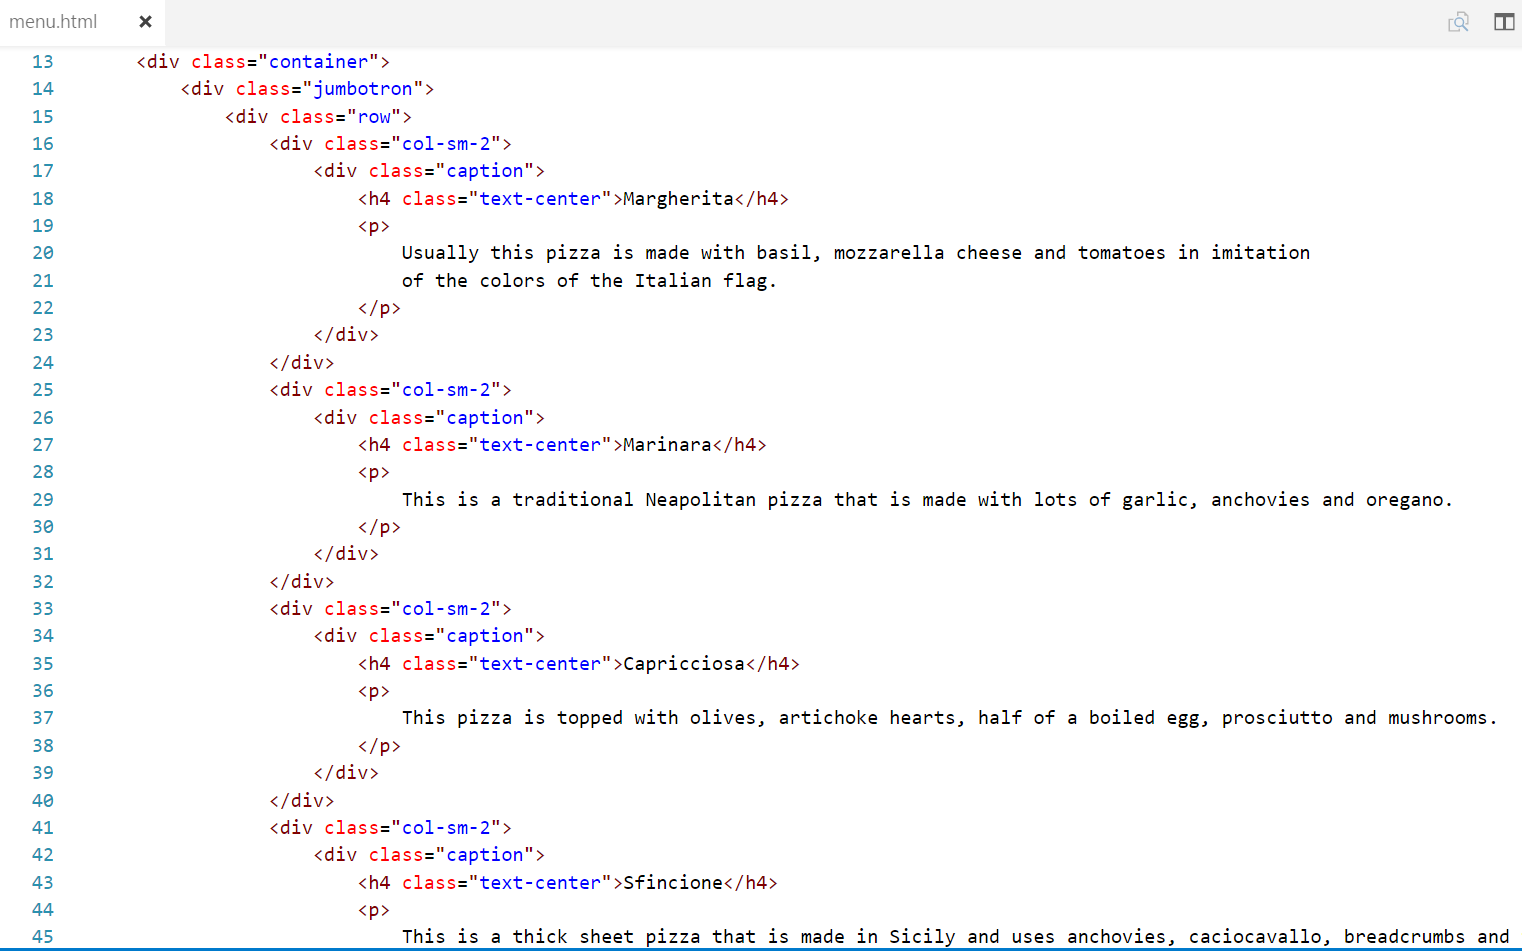 menu.html
13 <div class="container">
14 <div class="jumbotron">
15 <div class="row">
16 <div class="col-sm-2">
17 <div class="caption">
18 <h4 class="text-center">Margherita</h4>
19 <p>
20 Usually this pizza is made with basil, mozzarella cheese and tomatoes in imitation
21 of the colors of the Italian flag.
22 </p>
23 </div>
24 </div>
25 <div class="col-sm-2">
26 <div class="caption">
27 <h4 class="text-center">Marinara</h4>
28 <p>
29 This is a traditional Neapolitan pizza that is made with lots of garlic, anchovies and oregano.
30 </p>
31 </div>
32 </div>
33 <div class="col-sm-2">
34 <div class="caption">
35 <h4 class="text-center">Capricciosa</h4>
36 <p>
37 This pizza is topped with olives, artichoke hearts, half of a boiled egg, prosciutto and mushrooms.
38 </p>
39 </div>
40 </div>
41 <div class="col-sm-2">
42 <div class="caption">
43 <h4 class="text-center">Sfincione</h4>
44 <p>
45 This is a thick sheet pizza that is made in Sicily and uses anchovies, caciocavallo, breadcrumbs and